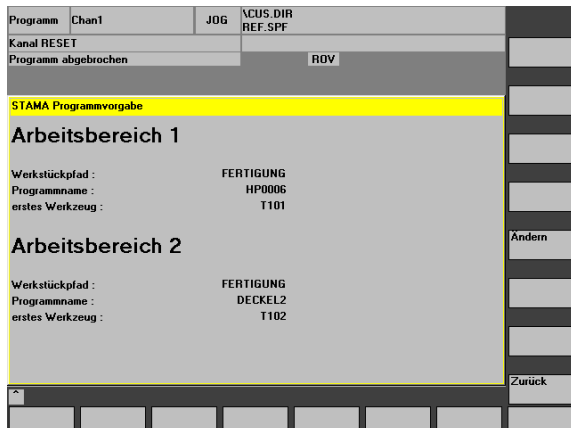 Programm Chan1 JOG \CUS.DIR
REF.SPF
Kanal RESET
Programm abgebrochen ROV
STAMA Programmvorgabe
Arbeitsbereich 1
Werkstückpfad : FERTIGUNG
Programmname : HP0006
erstes Werkzeug : T101
Ändern
Arbeitsbereich 2
Werkstückpfad : FERTIGUNG
Programmname : DECKEL2
erstes Werkzeug : T102
Zurück
^